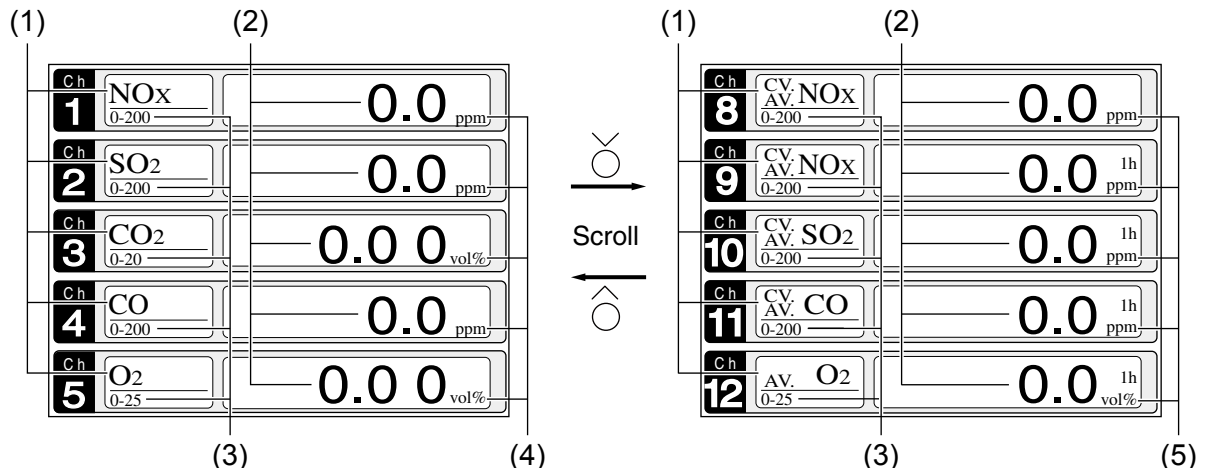 (1) (2) (1) (2)
Ch 1 NOx 0-200 0.0 ppm
Ch 2 SO2 0-200 0.0 ppm
Ch 3 CO2 0-20 0.00 vol%
Ch 4 CO 0-200 0.0 ppm
Ch 5 O2 0-25 0.00 vol%
(3) (4)
Scroll
Ch 8 CV. AV. NOx 0-200 0.0 ppm
Ch 9 CV. AV. NOx 0-200 0.0 1h ppm
Ch 10 CV. AV. SO2 0-200 0.0 1h ppm
Ch 11 CV. AV. CO 0-200 0.0 1h ppm
Ch 12 AV. O2 0-25 0.0 1h vol%
(3) (5)